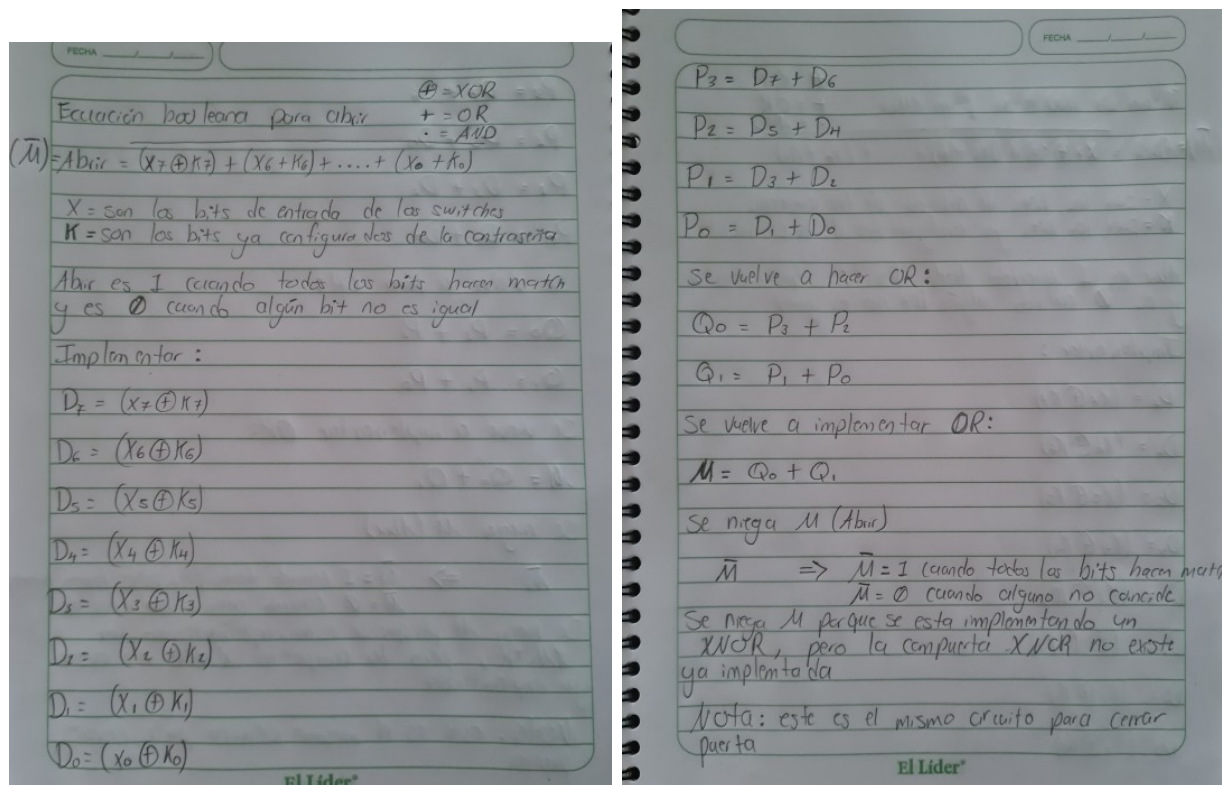 FECHA
⊕ = XOR
Ecuación booleana para abrir + = OR
· = AND
(M̅) = Abrir = (X7 ⊕ K7) + (X6 + K6) + .... + (X0 + K0)
X = son los bits de entrada de los switches
K = son los bits ya configurados de la contraseña
Abrir es 1 cuando todos los bits hacen match
y es 0 cuando algún bit no es igual
Implementar:
D7 = (X7 ⊕ K7)
D6 = (X6 ⊕ K6)
D5 = (X5 ⊕ K5)
D4 = (X4 ⊕ K4)
D3 = (X3 ⊕ K3)
D2 = (X2 ⊕ K2)
D1 = (X1 ⊕ K1)
D0 = (X0 ⊕ K0)
El Líder
FECHA
P3 = D7 + D6
P2 = D5 + D4
P1 = D3 + D2
P0 = D1 + D0
Se vuelve a hacer OR:
Q0 = P3 + P2
Q1 = P1 + P0
Se vuelve a implementar OR:
M = Q0 + Q1
Se niega M (Abrir)
M̅ => M̅ = 1 cuando todos los bits hacen match
M̅ = 0 cuando alguno no coincide
Se niega M porque se esta implementando un
XNOR, pero la compuerta XNOR no existe
ya implemtada
Nota: este es el mismo circuito para cerrar
puerta
El Líder